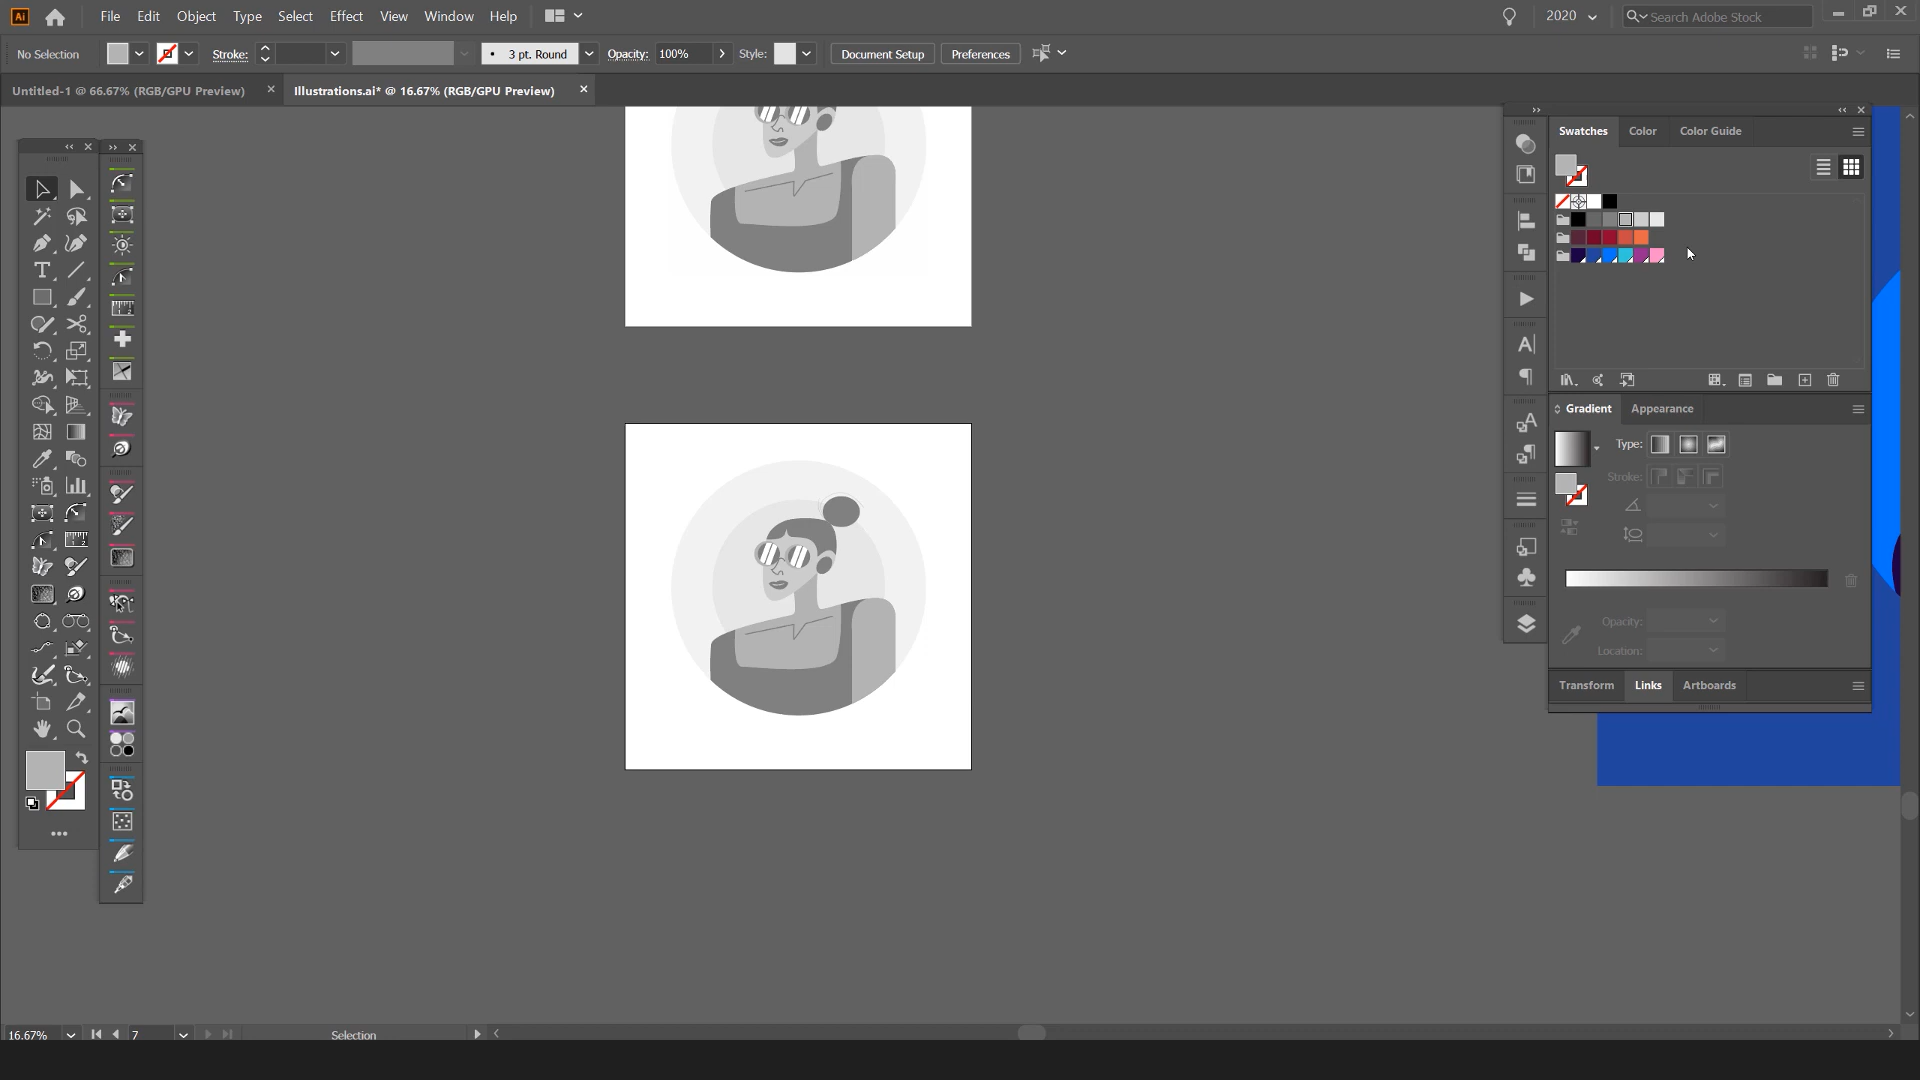 Ai File Edit Object Type Select Effect View Window Help 2020 Search Adobe Stock
No Selection Stroke: 3 pt. Round Opacity: 100% Style: Document Setup Preferences
Untitled-1 @ 66.67% (RGB/GPU Preview) Illustrations.ai* @ 16.67% (RGB/GPU Preview)
Swatches Color Color Guide
Gradient Appearance
Type:
Stroke:
Opacity:
Location:
Transform Links Artboards
16.67% 7 Selection